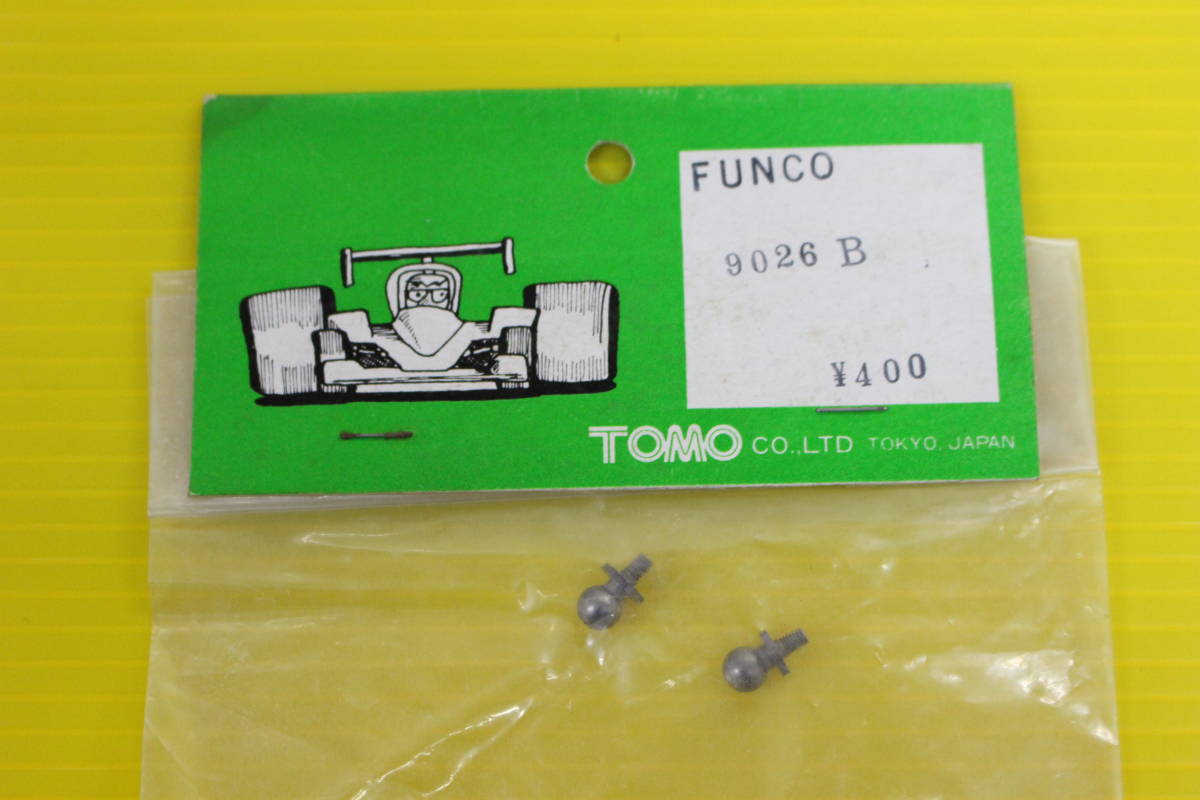 FUNCO
9026 B
¥400
TOMO CO.,LTD TOKYO, JAPAN